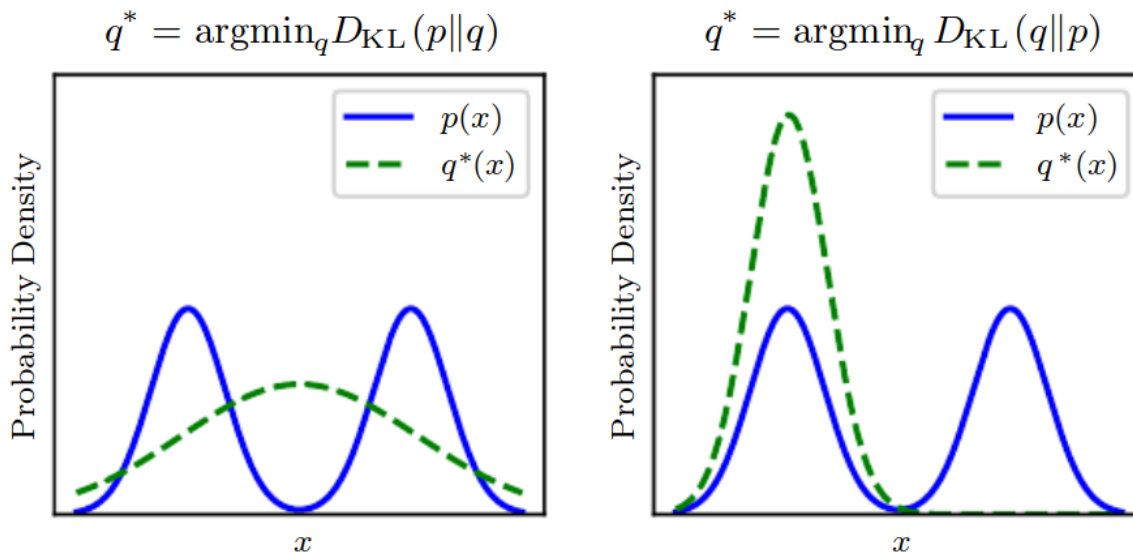 q* = argmin_q D_KL(p‖q)
p(x)
q*(x)
Probability Density
x
q* = argmin_q D_KL(q‖p)
p(x)
q*(x)
Probability Density
x